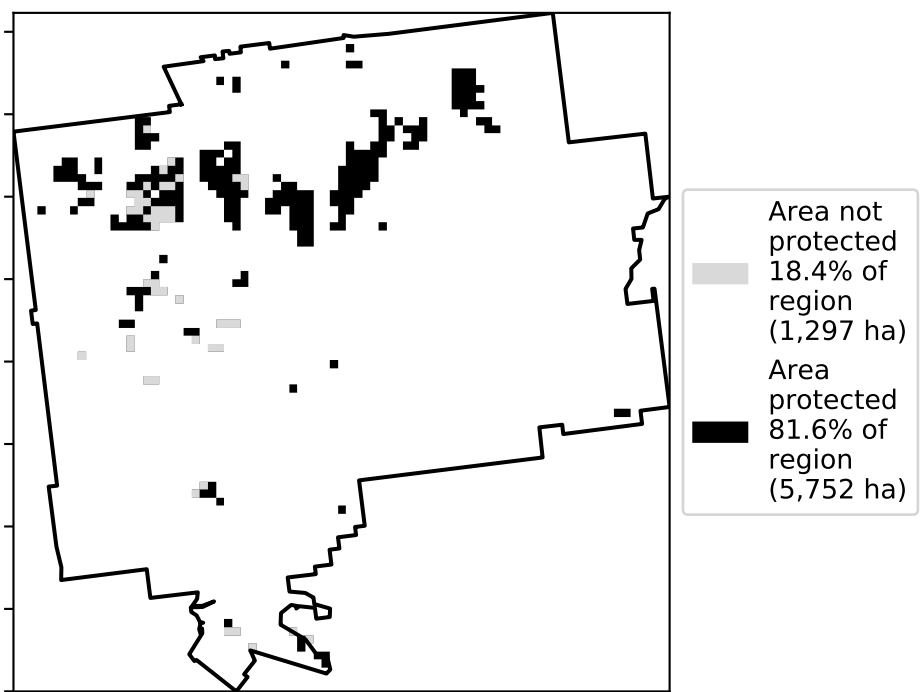 Area not
protected
18.4% of
region
(1,297 ha)
Area
protected
81.6% of
region
(5,752 ha)